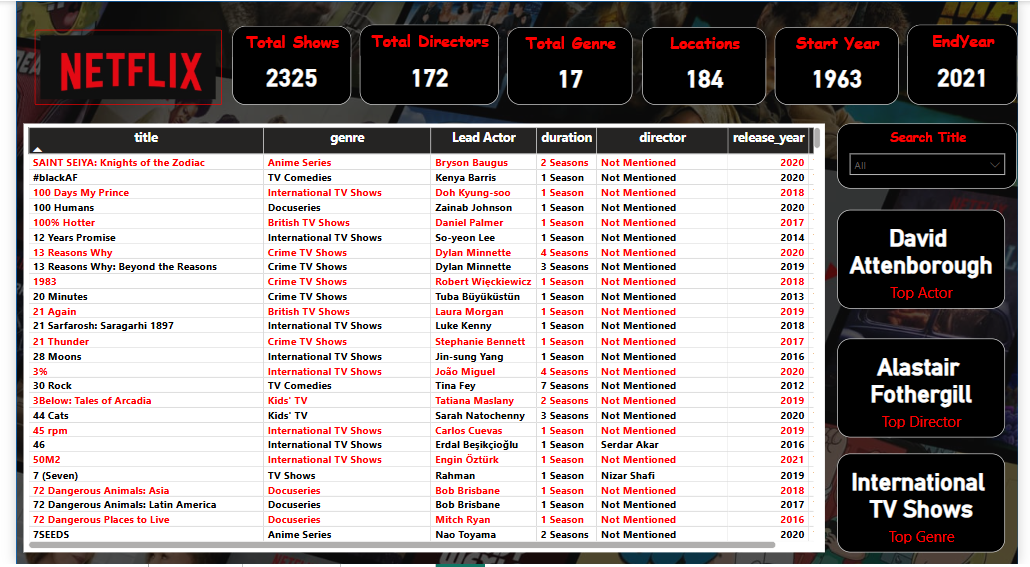 NETFLIX
Total Shows
2325
Total Directors
172
Total Genre
17
Locations
184
Start Year
1963
EndYear
2021
title genre Lead Actor duration director release_year
SAINT SEIYA: Knights of the Zodiac Anime Series Bryson Baugus 2 Seasons Not Mentioned 2020
#blackAF TV Comedies Kenya Barris 1 Season Not Mentioned 2020
100 Days My Prince International TV Shows Doh Kyung-soo 1 Season Not Mentioned 2018
100 Humans Docuseries Zainab Johnson 1 Season Not Mentioned 2020
100% Hotter British TV Shows Daniel Palmer 1 Season Not Mentioned 2017
12 Years Promise International TV Shows So-yeon Lee 1 Season Not Mentioned 2014
13 Reasons Why Crime TV Shows Dylan Minnette 4 Seasons Not Mentioned 2020
13 Reasons Why: Beyond the Reasons Crime TV Shows Dylan Minnette 3 Seasons Not Mentioned 2019
1983 Crime TV Shows Robert Więckiewicz 1 Season Not Mentioned 2018
20 Minutes Crime TV Shows Tuba Büyüküstün 1 Season Not Mentioned 2013
21 Again British TV Shows Laura Morgan 1 Season Not Mentioned 2019
21 Sarfarosh: Saragarhi 1897 International TV Shows Luke Kenny 1 Season Not Mentioned 2018
21 Thunder Crime TV Shows Stephanie Bennett 1 Season Not Mentioned 2017
28 Moons International TV Shows Jin-sung Yang 1 Season Not Mentioned 2016
3% International TV Shows João Miguel 4 Seasons Not Mentioned 2020
30 Rock TV Comedies Tina Fey 7 Seasons Not Mentioned 2012
3Below: Tales of Arcadia Kids' TV Tatiana Maslany 2 Seasons Not Mentioned 2019
44 Cats Kids' TV Sarah Natochenny 3 Seasons Not Mentioned 2020
45 rpm International TV Shows Carlos Cuevas 1 Season Not Mentioned 2019
46 International TV Shows Erdal Beşikçioğlu 1 Season Serdar Akar 2016
50M2 International TV Shows Engin Öztürk 1 Season Not Mentioned 2021
7 (Seven) TV Shows Rahman 1 Season Nizar Shafi 2019
72 Dangerous Animals: Asia Docuseries Bob Brisbane 1 Season Not Mentioned 2018
72 Dangerous Animals: Latin America Docuseries Bob Brisbane 1 Season Not Mentioned 2017
72 Dangerous Places to Live Docuseries Mitch Ryan 1 Season Not Mentioned 2016
7SEEDS Anime Series Nao Toyama 2 Seasons Not Mentioned 2020
Search Title
All
David
Attenborough
Top Actor
Alastair
Fothergill
Top Director
International
TV Shows
Top Genre